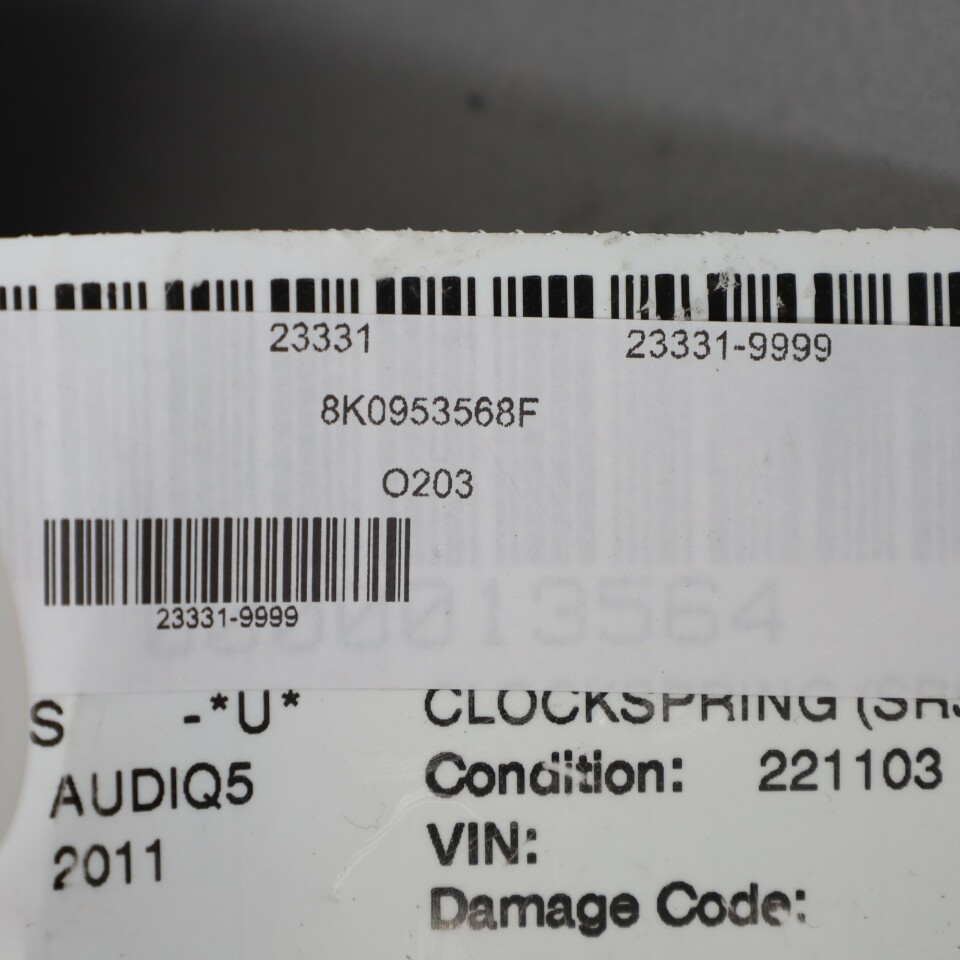 23331 23331-9999
8K0953568F
O203
23331-9999
S -*U* CLOCKSPRING
AUDIQ5 Condition: 221103
2011 VIN:
Damage Code: